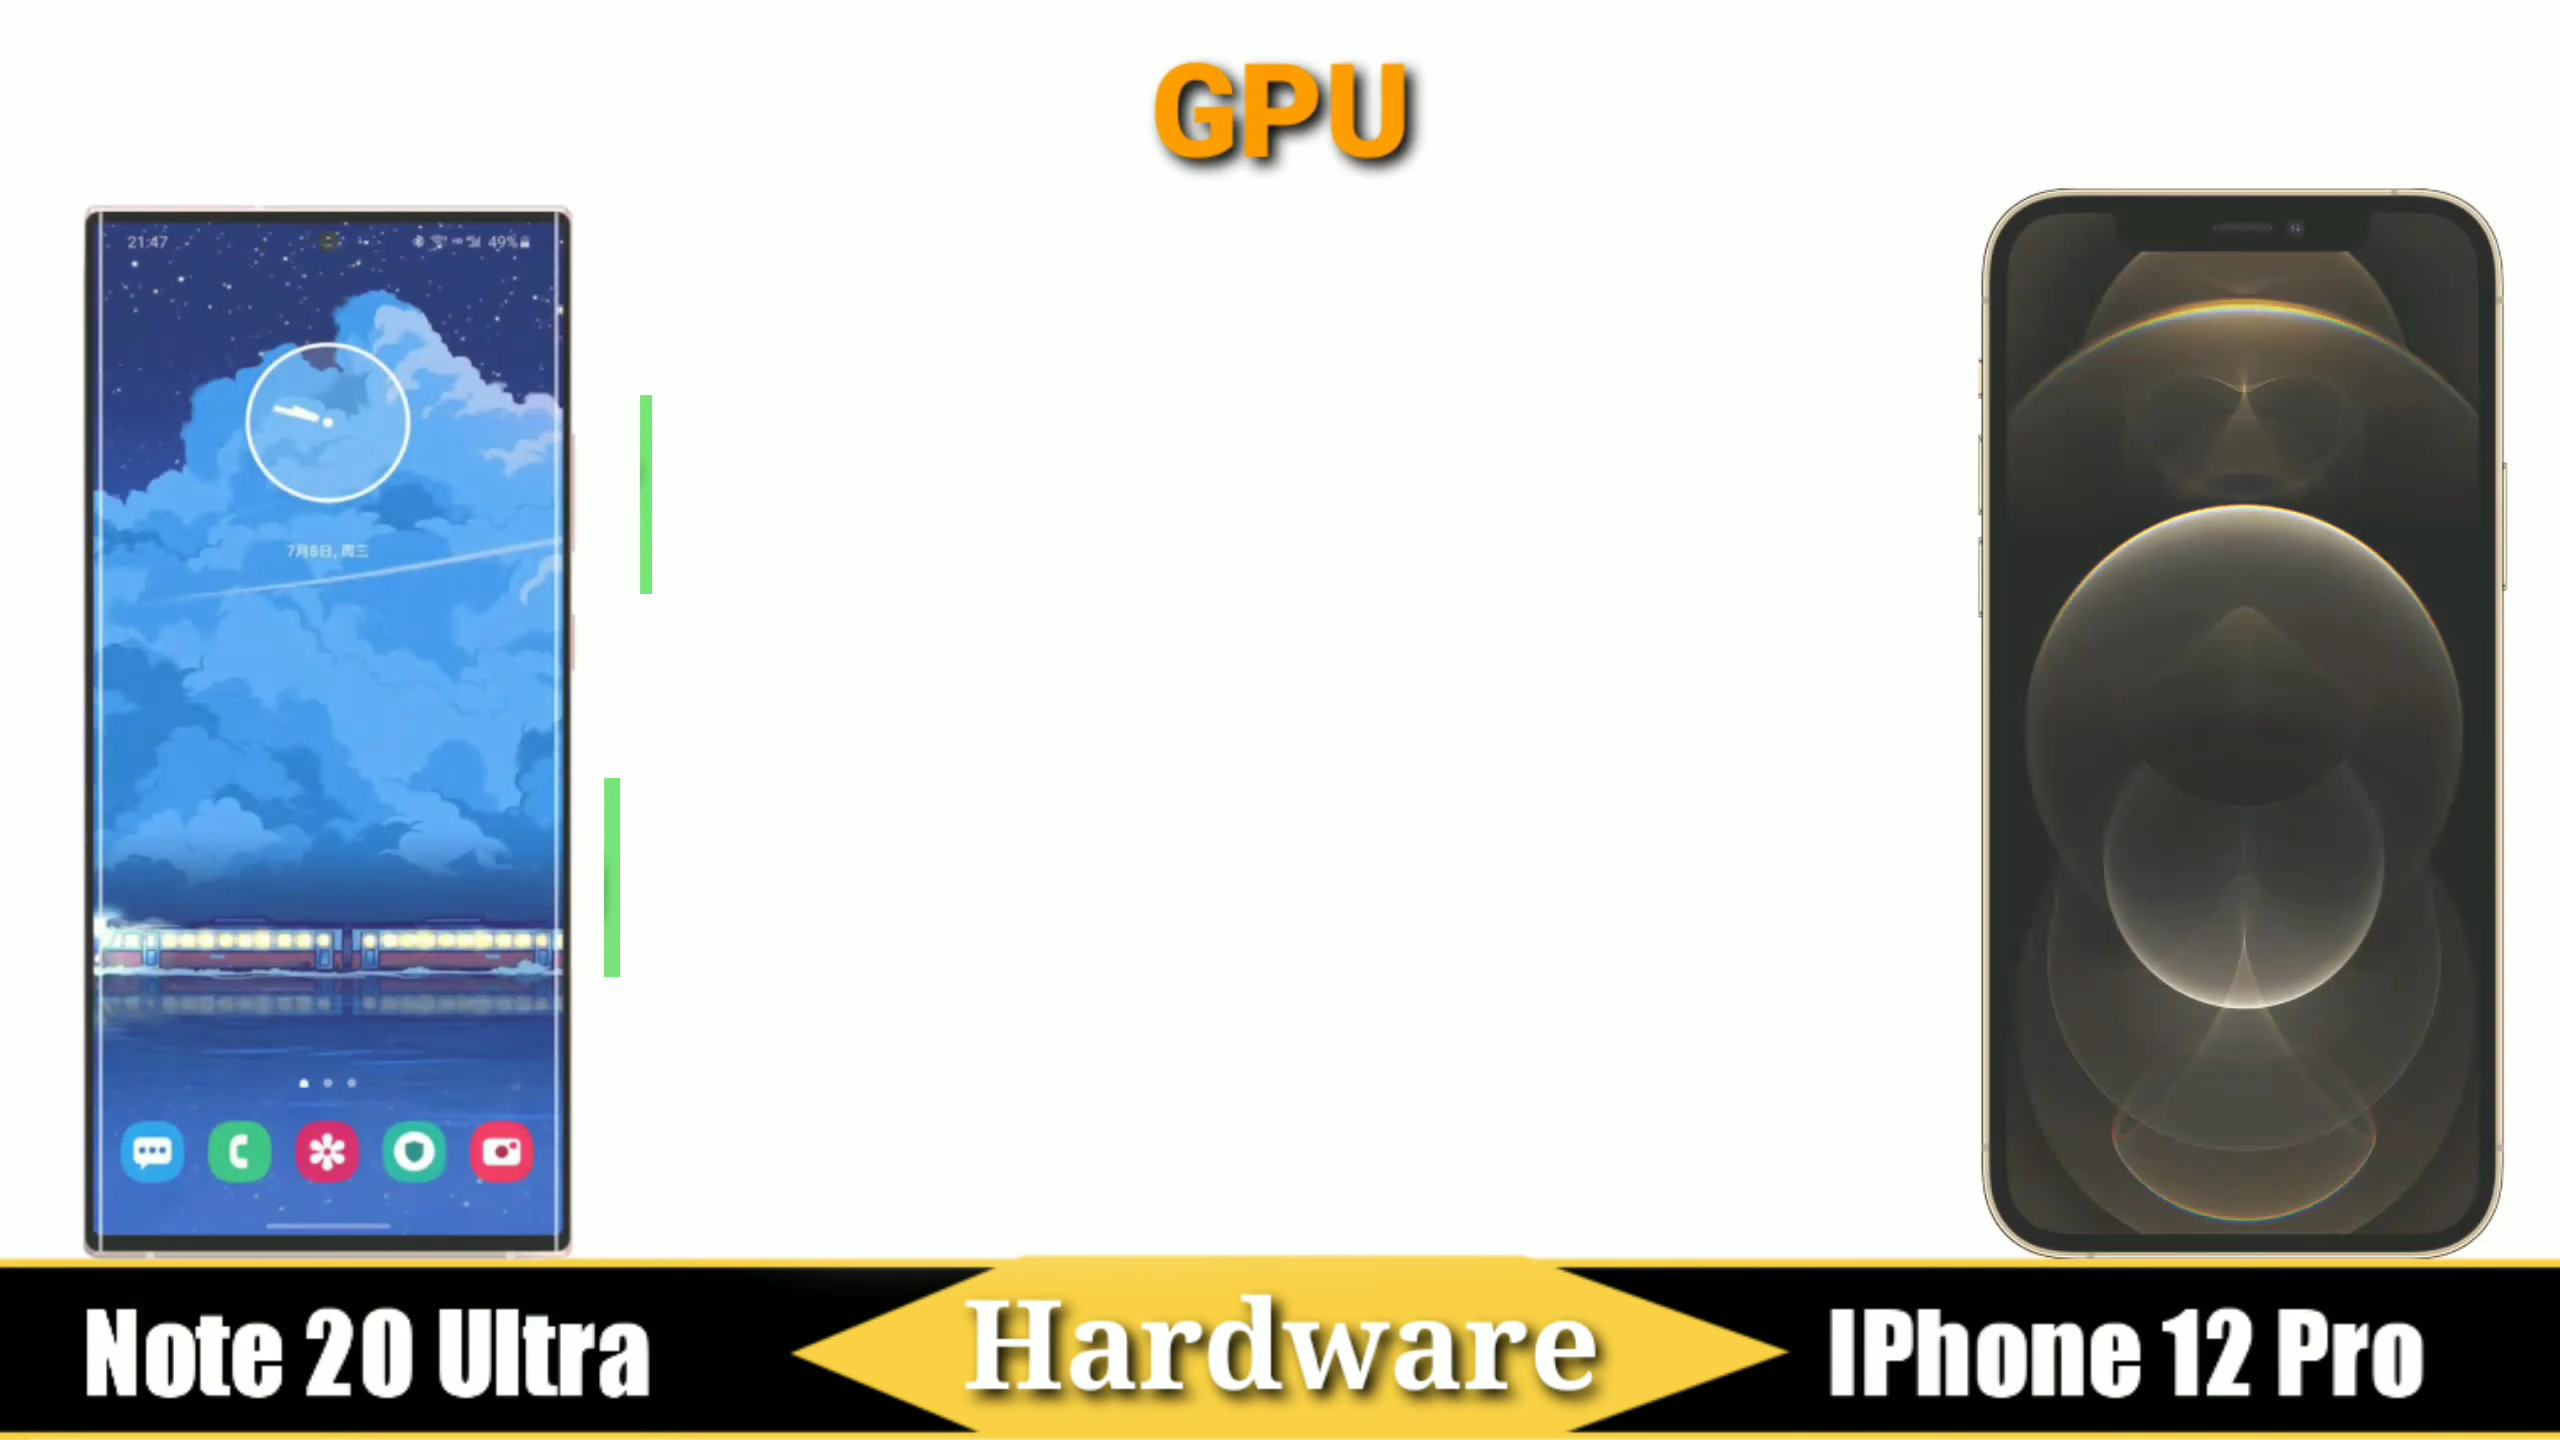 GPU
21:47
49%
7月8日, 周三
Note 20 Ultra
Hardware
IPhone 12 Pro